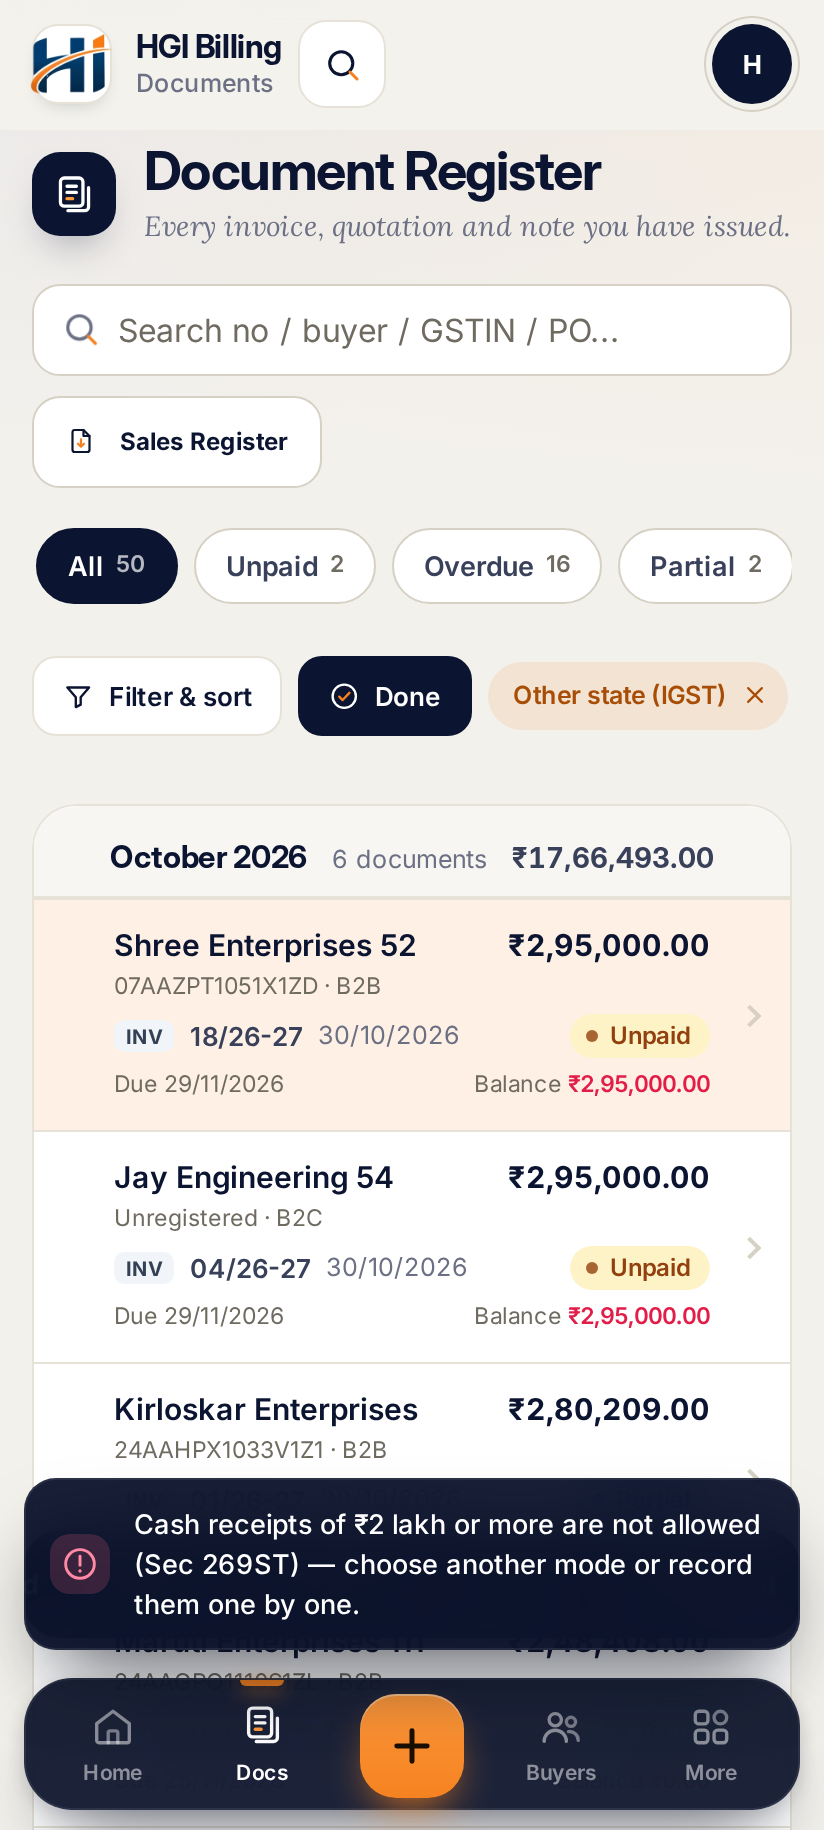 HI
HGI Billing
Documents
H
Document Register
Every invoice, quotation and note you have issued.
Search no / buyer / GSTIN / PO...
Sales Register
All 50
Unpaid 2
Overdue 16
Partial 2
Filter & sort
Done
Other state (IGST)
October 2026 6 documents ₹17,66,493.00
Shree Enterprises 52 ₹2,95,000.00
07AAZPT1051X1ZD · B2B
INV 18/26-27 30/10/2026 Unpaid
Due 29/11/2026 Balance ₹2,95,000.00
Jay Engineering 54 ₹2,95,000.00
Unregistered · B2C
INV 04/26-27 30/10/2026 Unpaid
Due 29/11/2026 Balance ₹2,95,000.00
Kirloskar Enterprises ₹2,80,209.00
24AAHPX1033V1Z1 · B2B
Cash receipts of ₹2 lakh or more are not allowed
(Sec 269ST) — choose another mode or record
them one by one.
Home
Docs
Buyers
More